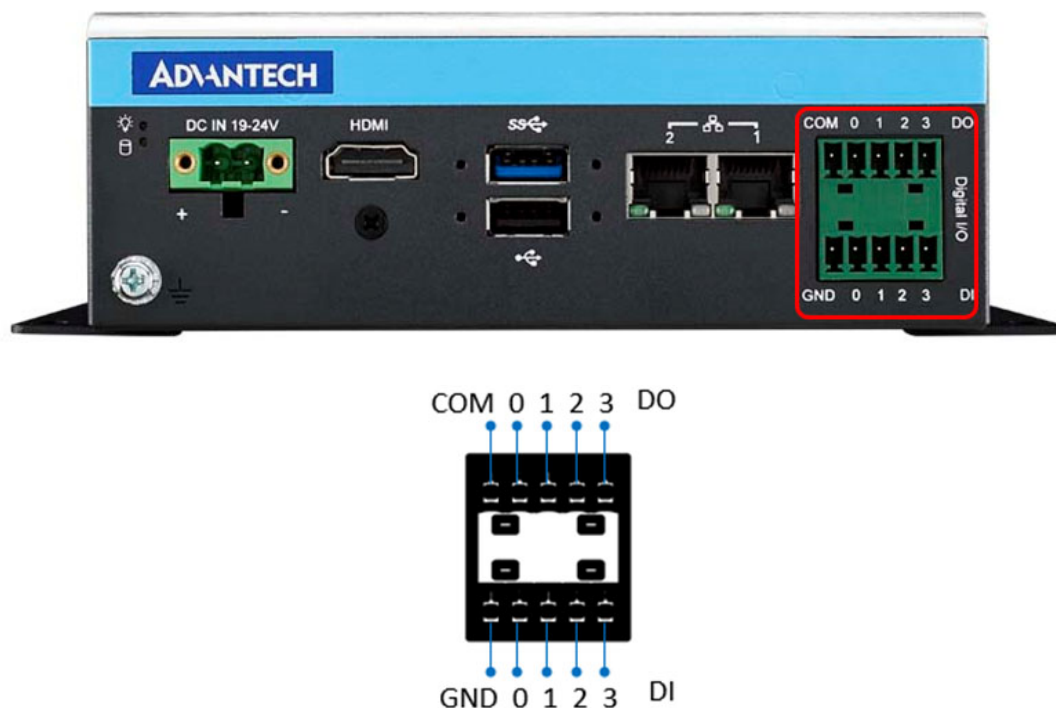 ADVANTECH
DC IN 19-24V
HDMI
SS
2 1
COM 0 1 2 3 DO
Digital I/O
+ -
GND 0 1 2 3 DI
COM 0 1 2 3 DO
GND 0 1 2 3 DI